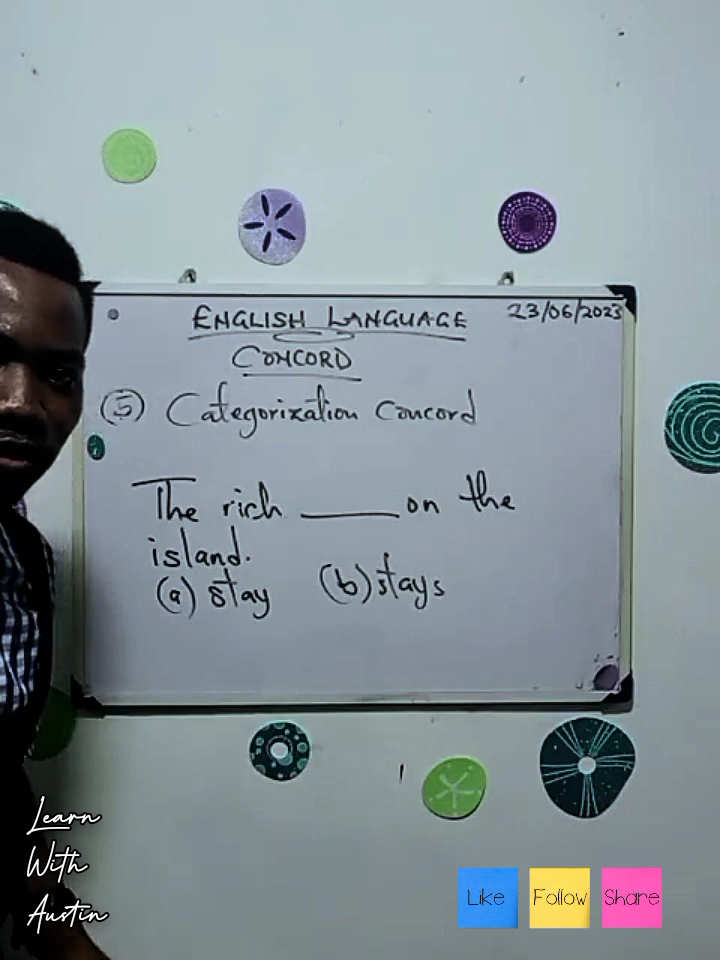 ENGLISH LANGUAGE
23/06/2023
CONCORD
(5) Categorization Concord
The rich ____ on the
island.
(a) stay (b) stays
Learn
With
Austin
Like Follow Share